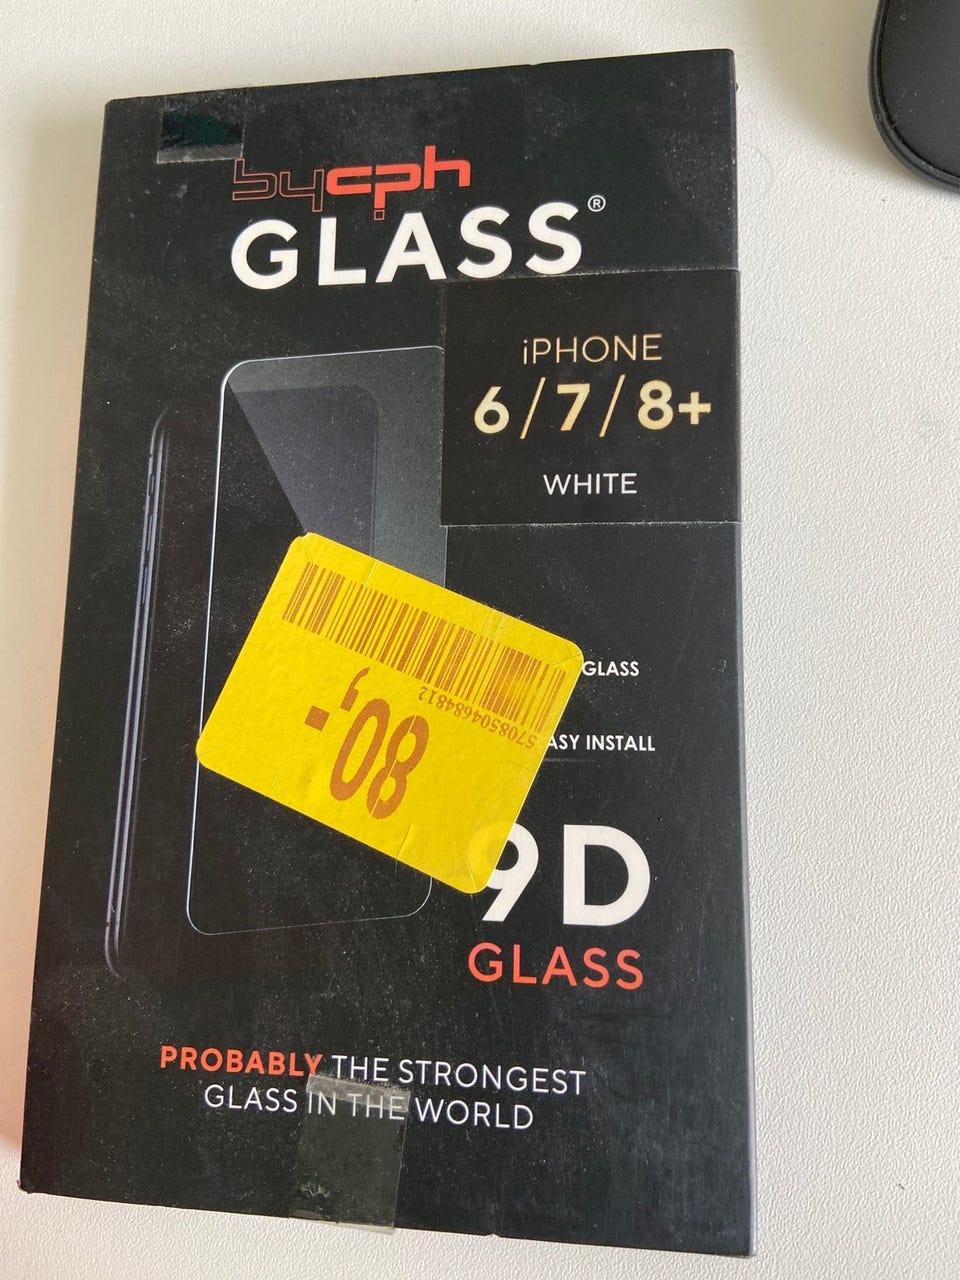 bycph
GLASS®
iPHONE
6/7/8+
WHITE
5708504684812
80,-
GLASS
ASY INSTALL
9D
GLASS
PROBABLY THE STRONGEST
GLASS IN THE WORLD